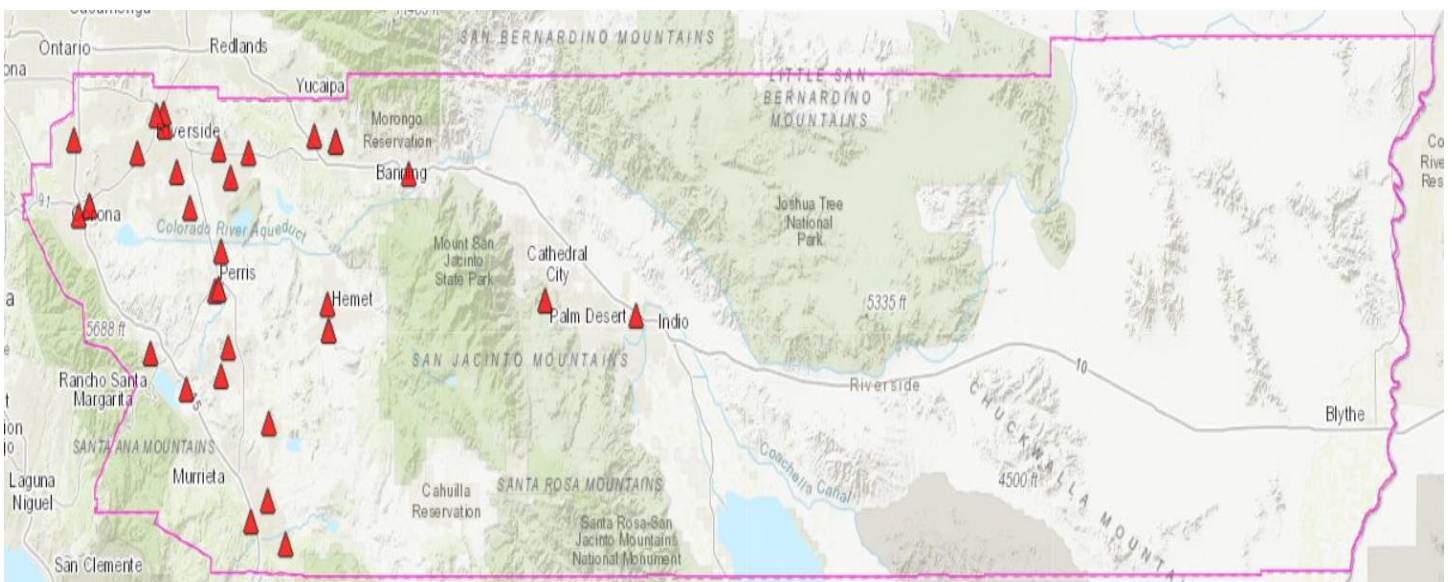 Ontario
Redlands
Yucaipa
SAN BERNARDINO MOUNTAINS
LITTLE SAN
BERNARDINO
MOUNTAINS
Morongo
Reservation
Banning
91
Colorado River Aqueduct
Joshua Tree
National
Park
Mount San
Jacinto
State Park
Cathedral
City
Perris
Hemet
5688 ft
5335 ft
Palm Desert
Indio
SAN JACINTO MOUNTAINS
Rancho Santa
Margarita
Riverside
10
CHUCKWALLA MOUNTA
Blythe
SANTA ANA MOUNTAINS
Murrieta
Laguna
Niguel
Cahuilla
Reservation
SANTA ROSA MOUNTAINS
Coachella Canal
4500 ft
Santa Rosa-San
Jacinto Mountains
National Monument
San Clemente